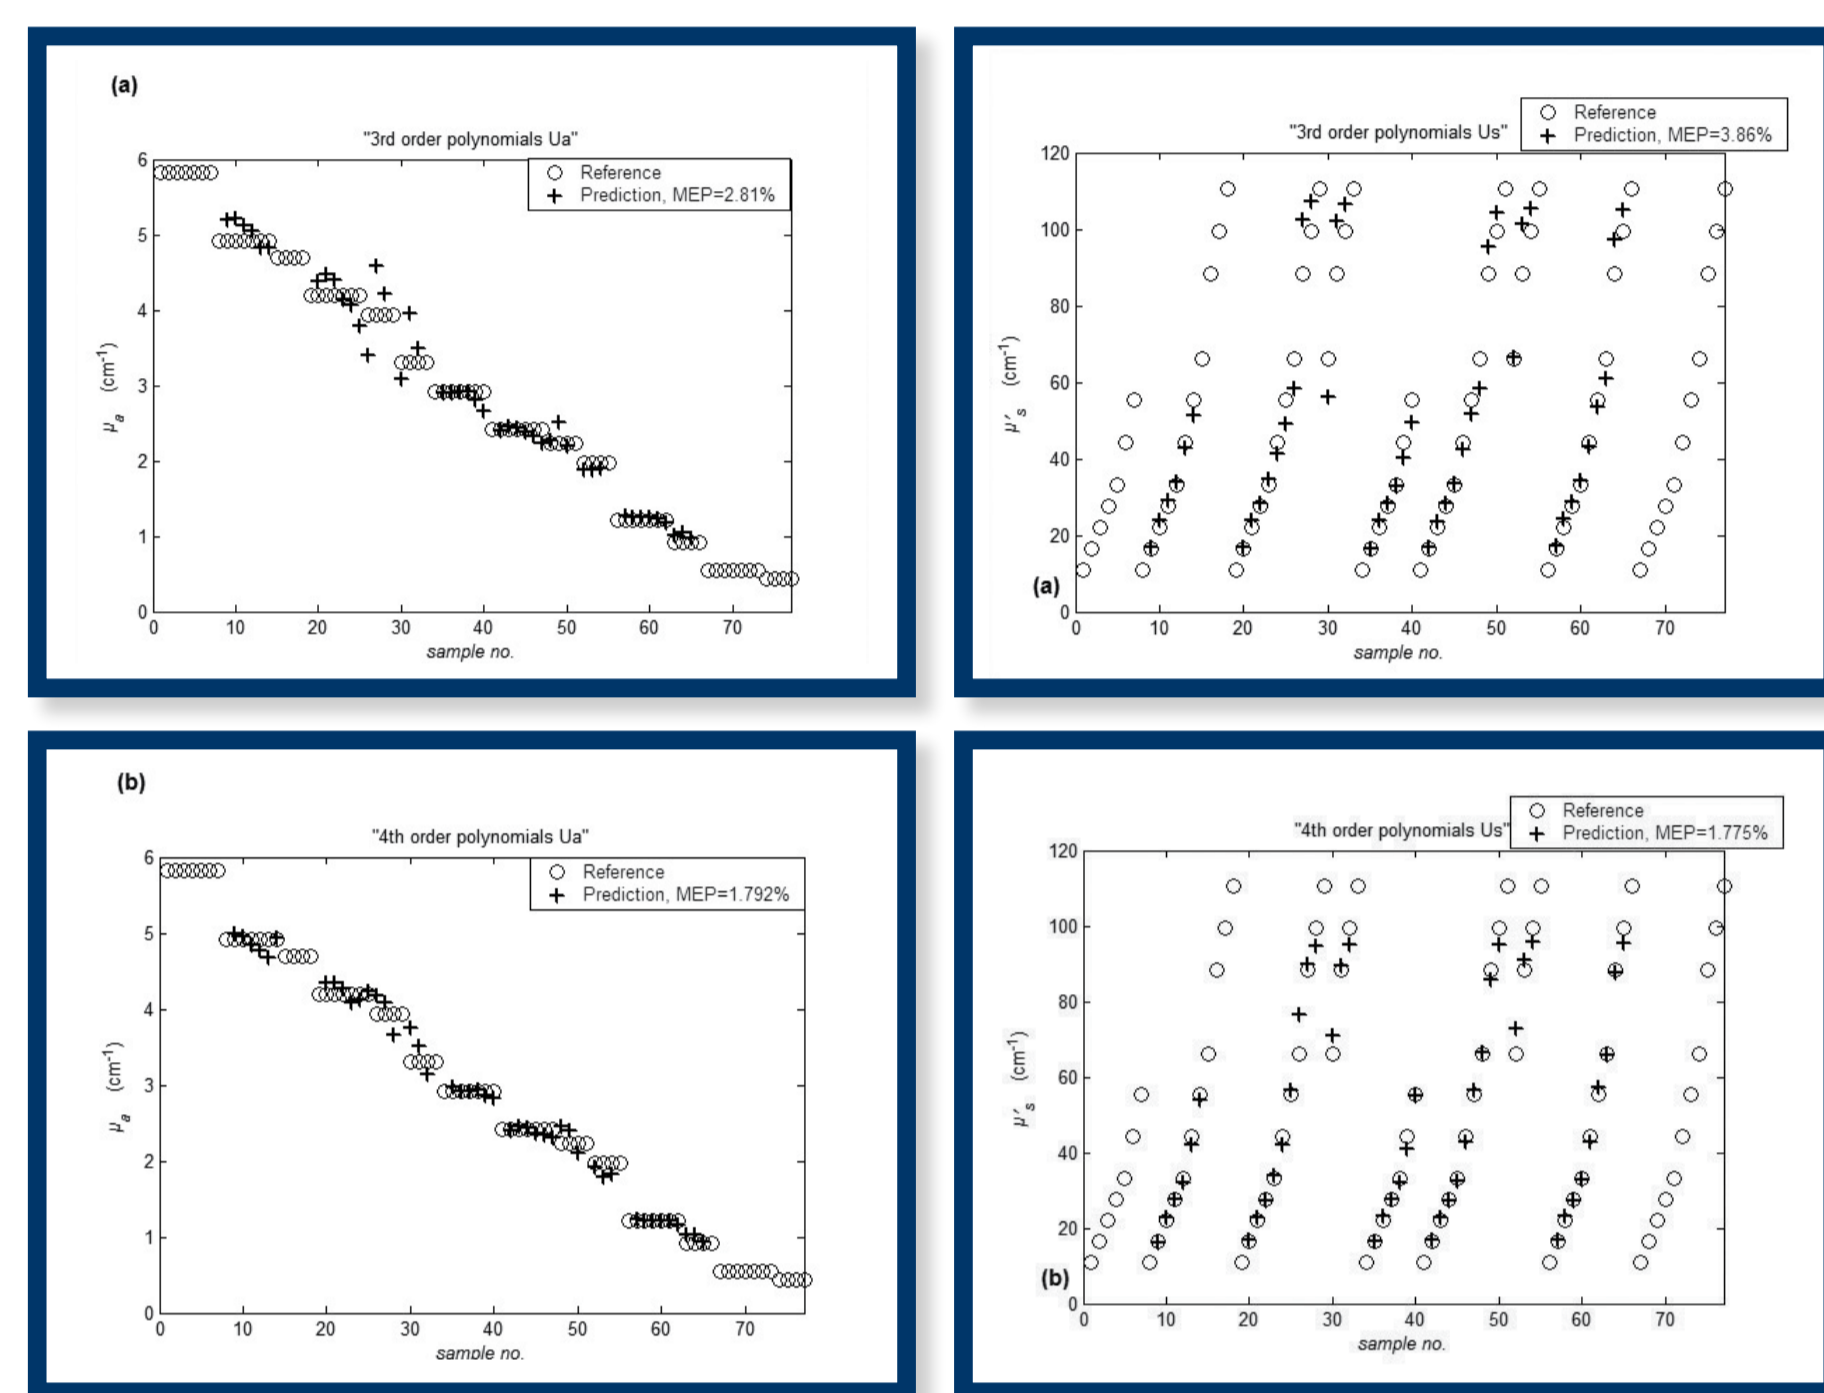 (a)
"3rd order polynomials Ua"
Reference
Prediction, MEP=2.81%
6
5
4
3
2
1
0
μa (cm-1)
0 10 20 30 40 50 60 70
sample no.
"3rd order polynomials Us"
Reference
Prediction, MEP=3.86%
120
100
80
60
40
20
0
μ's (cm-1)
(a)
0 10 20 30 40 50 60 70
sample no.
(b)
"4th order polynomials Ua"
Reference
Prediction, MEP=1.792%
6
5
4
3
2
1
0
μa (cm-1)
0 10 20 30 40 50 60 70
sample no.
"4th order polynomials Us"
Reference
Prediction, MEP=1.775%
120
100
80
60
40
20
0
μ's (cm-1)
(b)
0 10 20 30 40 50 60 70
sample no.